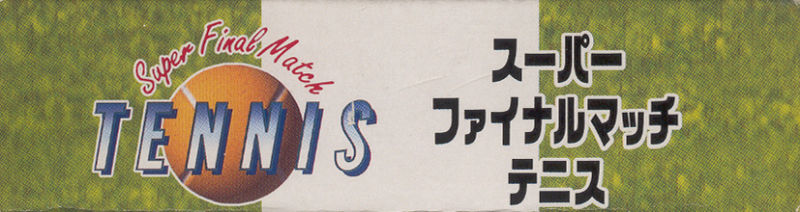 Super Final Match
TENNIS
スーパー
ファイナルマッチ
テニス